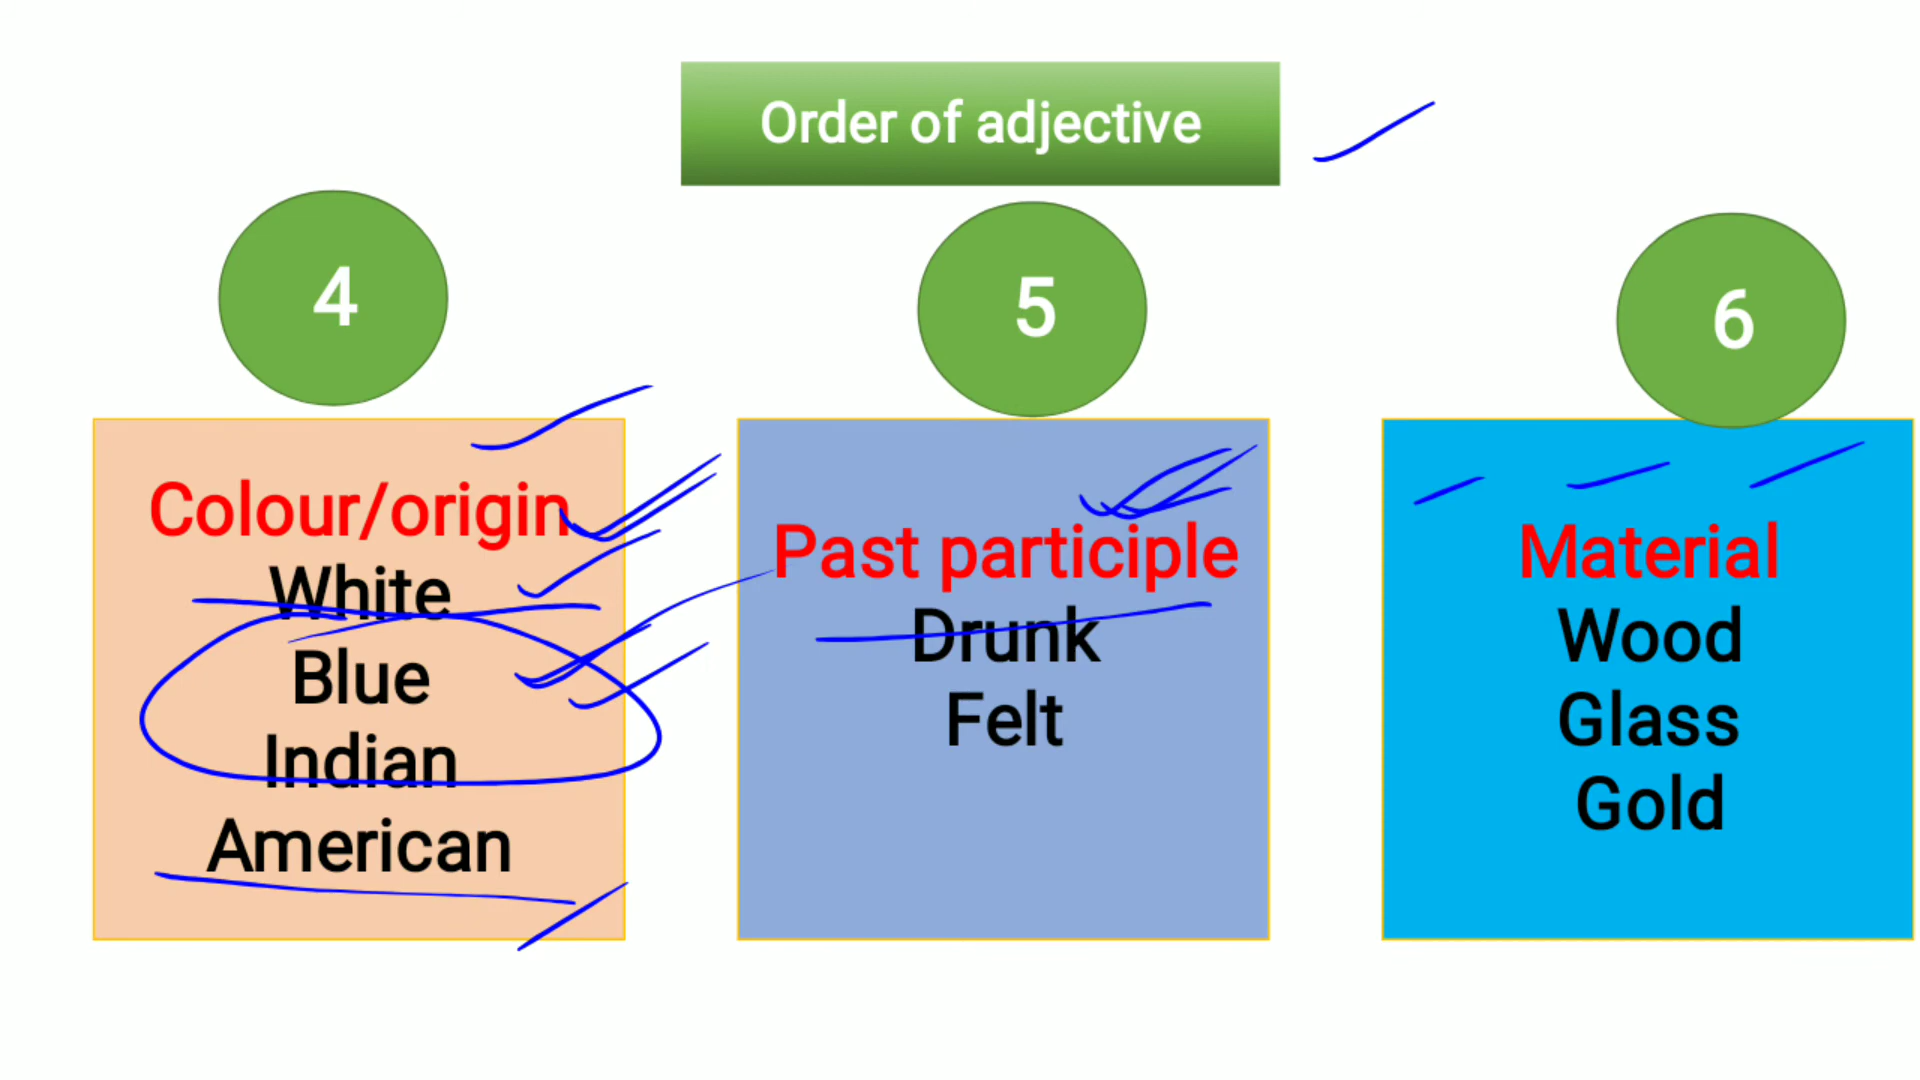 Order of adjective
4
5
6
Colour/origin
White
Blue
Indian
American
Past participle
Drunk
Felt
Material
Wood
Glass
Gold